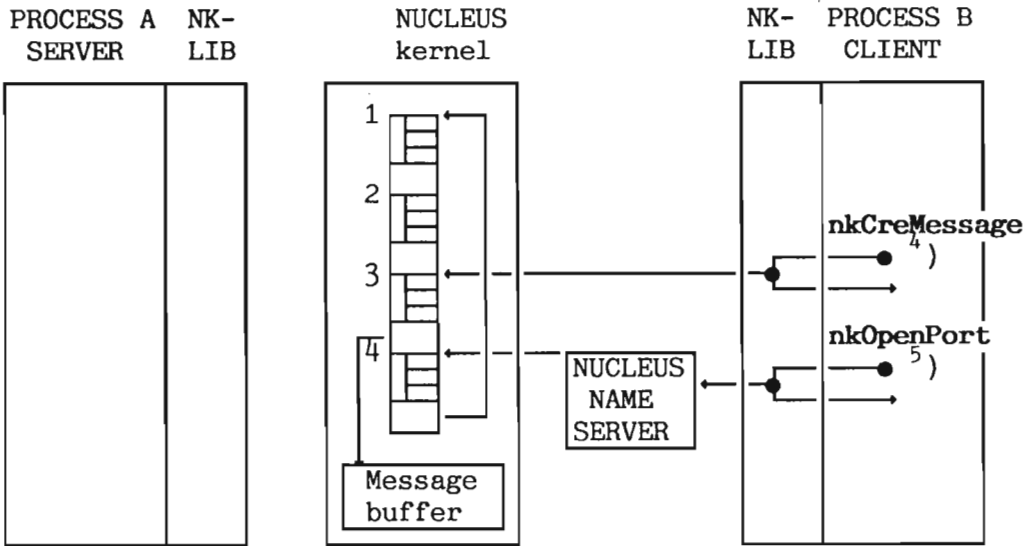 PROCESS A NK- NUCLEUS NK- PROCESS B
SERVER LIB kernel LIB CLIENT
1
2
nkCreMessage
4)
3
nkOpenPort
4
5)
NUCLEUS
NAME
SERVER
Message
buffer